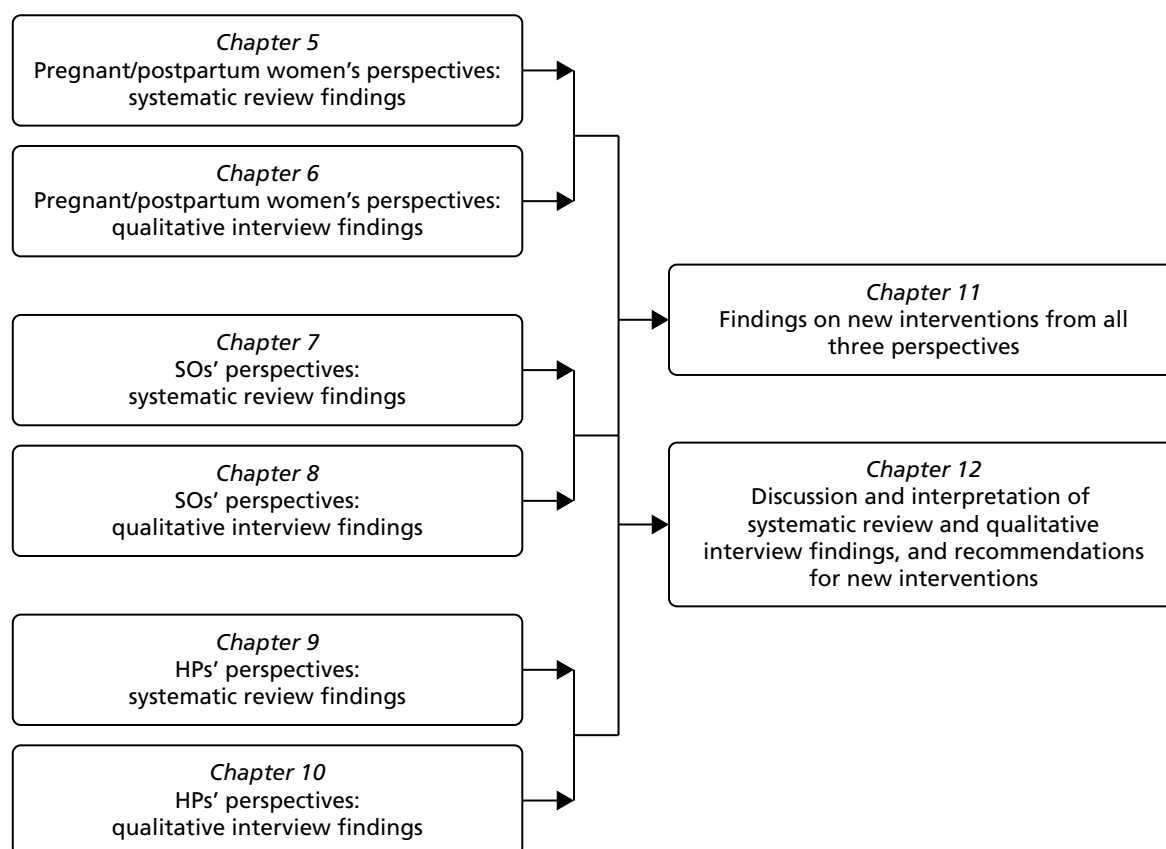 Chapter 5
Pregnant/postpartum women’s perspectives:
systematic review findings
Chapter 6
Pregnant/postpartum women’s perspectives:
qualitative interview findings
Chapter 7
SOs’ perspectives:
systematic review findings
Chapter 8
SOs’ perspectives:
qualitative interview findings
Chapter 9
HPs’ perspectives:
systematic review findings
Chapter 10
HPs’ perspectives:
qualitative interview findings
Chapter 11
Findings on new interventions from all
three perspectives
Chapter 12
Discussion and interpretation of
systematic review and qualitative
interview findings, and recommendations
for new interventions